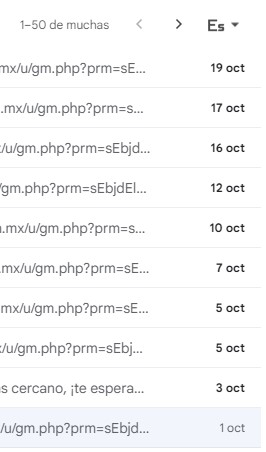 1–50 de muchas Es
mx/u/gm.php?prm=sE... 19 oct
.mx/u/gm.php?prm=s... 17 oct
/u/gm.php?prm=sEbjd... 16 oct
/gm.php?prm=sEbjdEl... 12 oct
.mx/u/gm.php?prm=s... 10 oct
.mx/u/gm.php?prm=sE... 7 oct
mx/u/gm.php?prm=sE... 5 oct
x/u/gm.php?prm=sEbj... 5 oct
s cercano, ¡te espera... 3 oct
/u/gm.php?prm=sEbjd... 1 oct